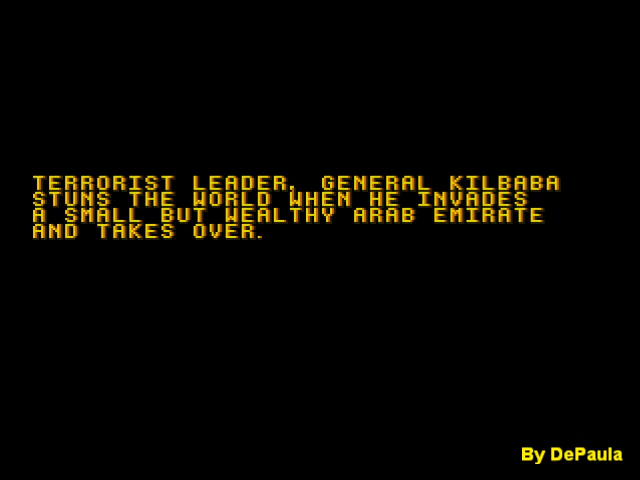 TERRORIST LEADER, GENERAL KILBABA
STUNS THE WORLD WHEN HE INVADES
A SMALL BUT WEALTHY ARAB EMIRATE
AND TAKES OVER.
By DePaula